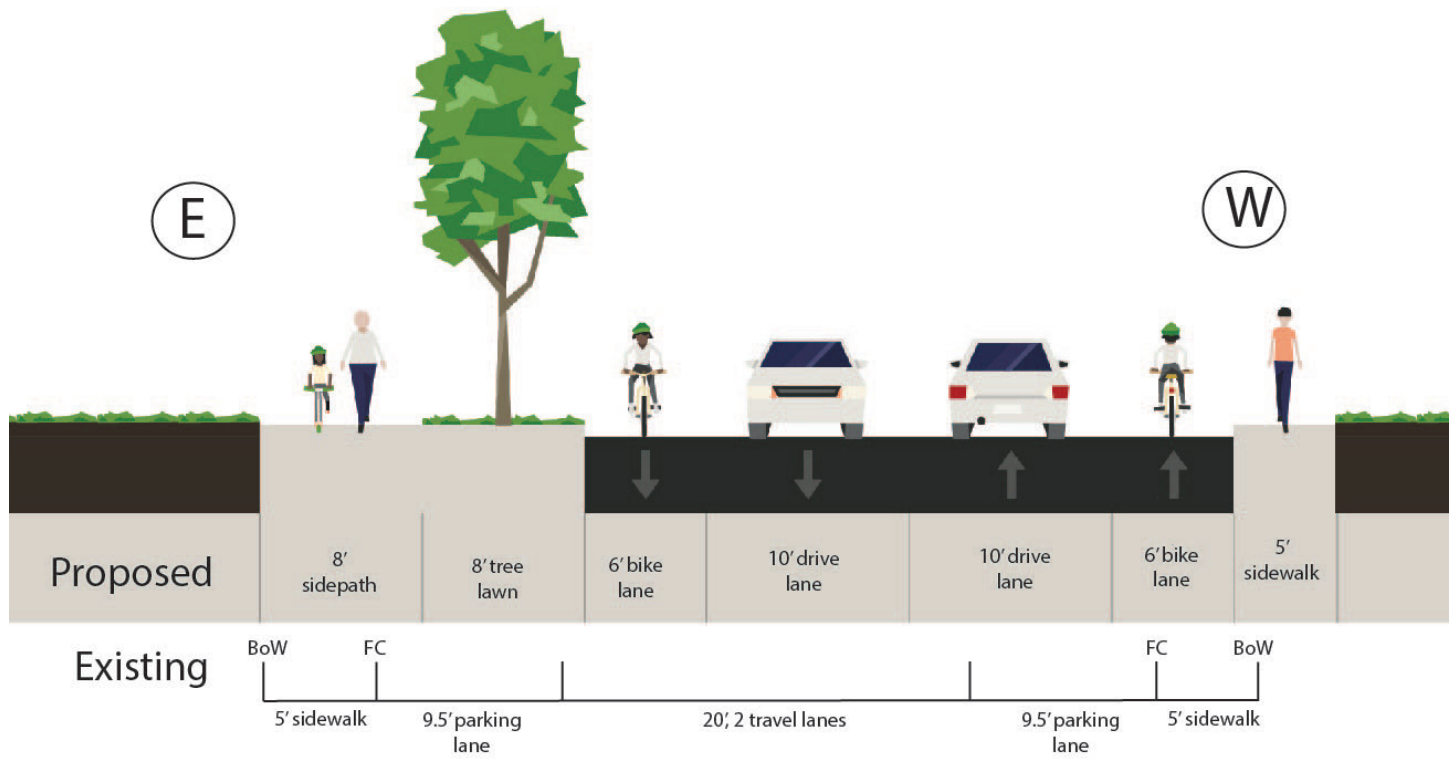 E
W
Proposed
8’
sidepath
8’ tree
lawn
6’ bike
lane
10’ drive
lane
10’ drive
lane
6’ bike
lane
5’
sidewalk
Existing
BoW
FC
FC
BoW
5’ sidewalk
9.5’ parking
lane
20’, 2 travel lanes
9.5’ parking
lane
5’ sidewalk